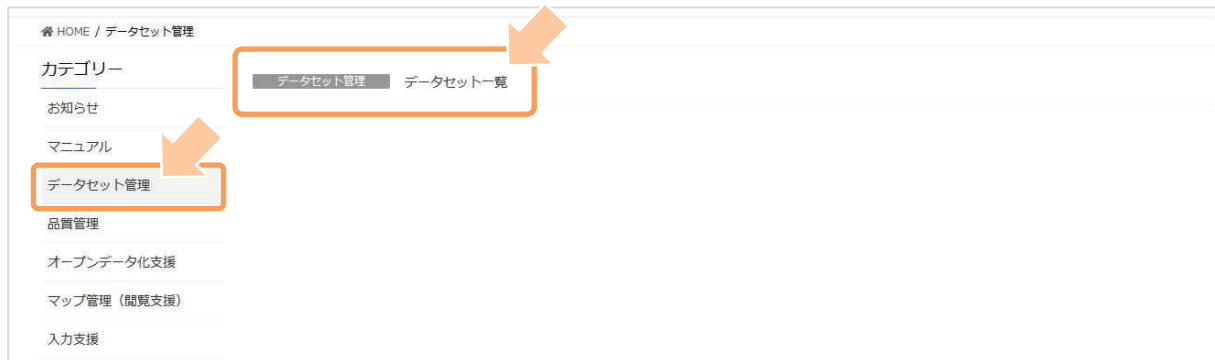 HOME / データセット管理
カテゴリー
データセット管理 データセット一覧
お知らせ
マニュアル
データセット管理
品質管理
オープンデータ化支援
マップ管理（閲覧支援）
入力支援